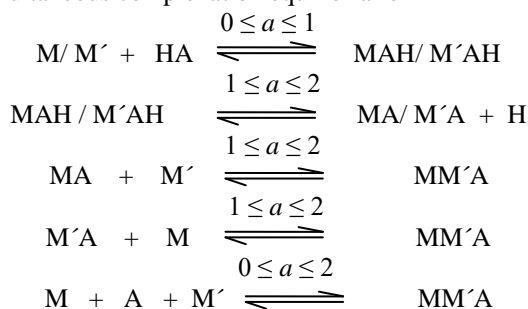 0 ≤ a ≤ 1
M/ M´ + HA ⇌ MAH/ M´AH
1 ≤ a ≤ 2
MAH / M´AH ⇌ MA/ M´A + H
1 ≤ a ≤ 2
MA + M´ ⇌ MM´A
1 ≤ a ≤ 2
M´A + M ⇌ MM´A
0 ≤ a ≤ 2
M + A + M´ ⇌ MM´A